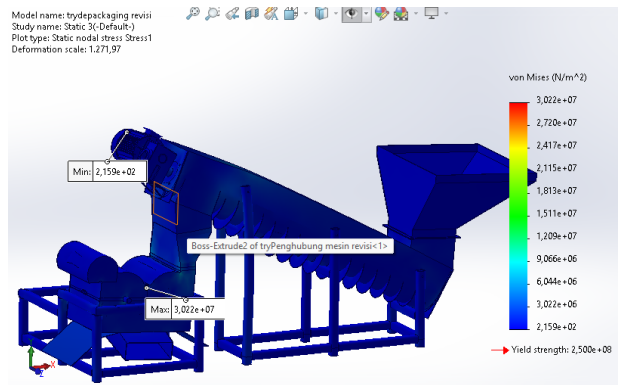 Model name: trydepackaging revisi
Study name: Static 3(-Default-)
Plot type: Static nodal stress Stress1
Deformation scale: 1.271,97
von Mises (N/m^2)
3,022e+07
2,720e+07
2,417e+07
2,115e+07
1,813e+07
1,511e+07
1,209e+07
9,066e+06
6,044e+06
3,022e+06
2,159e+02
Yield strength: 2,500e+08
Min: 2,159e+02
Boss-Extrude2 of tryPenghubung mesin revisi<1>
Max: 3,022e+07